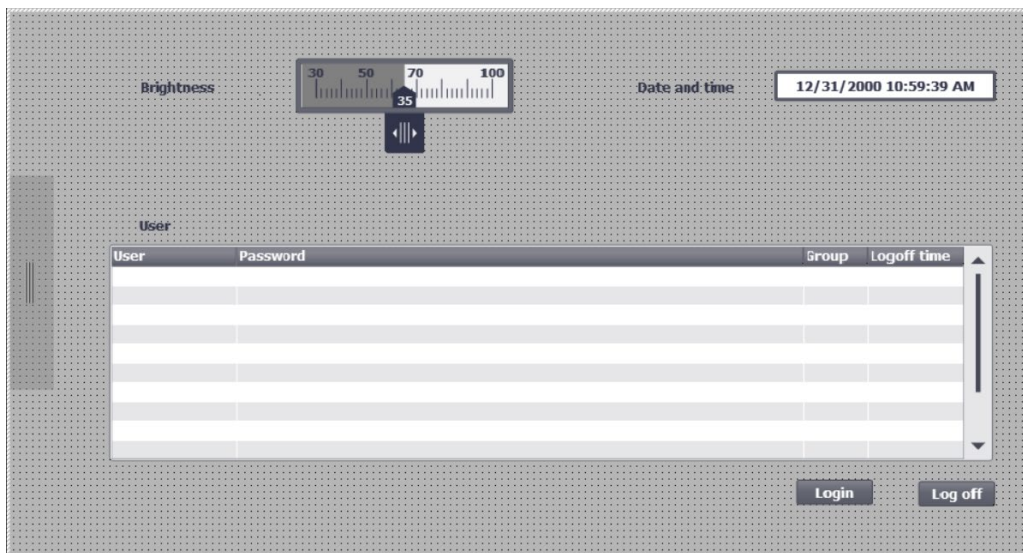 Brightness
30 50 70 100
35
Date and time
12/31/2000 10:59:39 AM
User
User Password Group Logoff time
Login
Log off